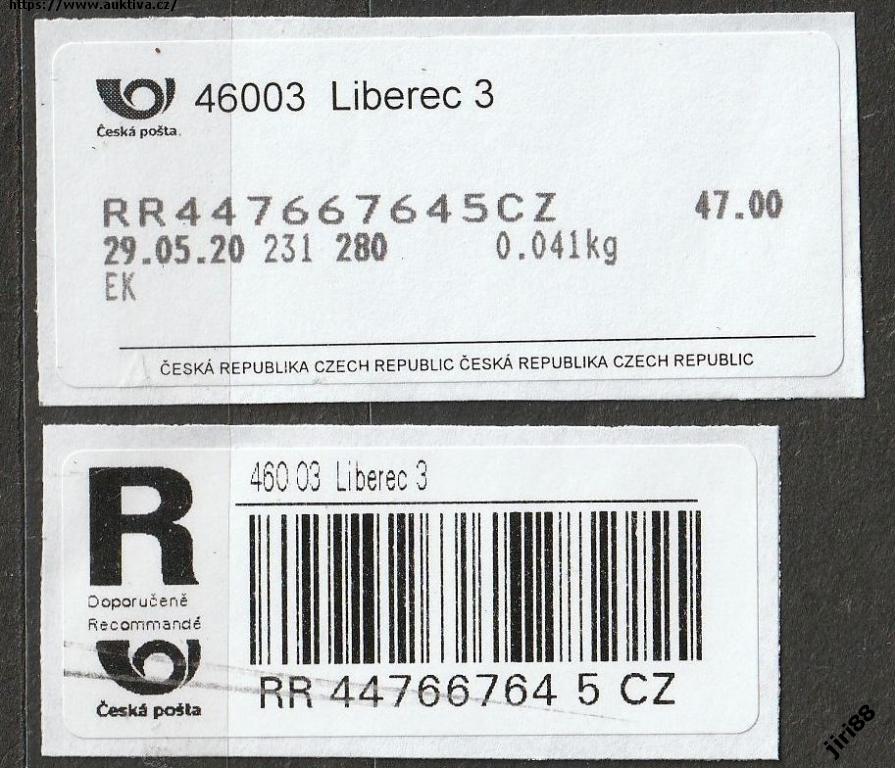 https://www.auktiva.cz/
46003 Liberec 3
Česká pošta.
RR447667645CZ 47.00
29.05.20 231 280 0.041kg
EK
ČESKÁ REPUBLIKA CZECH REPUBLIC ČESKÁ REPUBLIKA CZECH REPUBLIC
R
460 03 Liberec 3
Doporučeně
Recommandé
Česká pošta
RR 44766764 5 CZ
jiri88